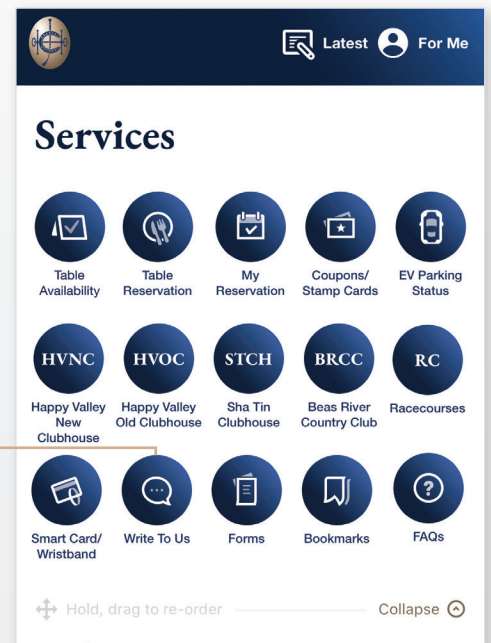 Latest For Me
Services
Table Table My Coupons/ EV Parking
Availability Reservation Reservation Stamp Cards Status
HVNC HVOC STCH BRCC RC
Happy Valley Happy Valley Sha Tin Beas River Racecourses
New Old Clubhouse Clubhouse Country Club
Clubhouse
Smart Card/ Write To Us Forms Bookmarks FAQs
Wristband
Hold, drag to re-order Collapse